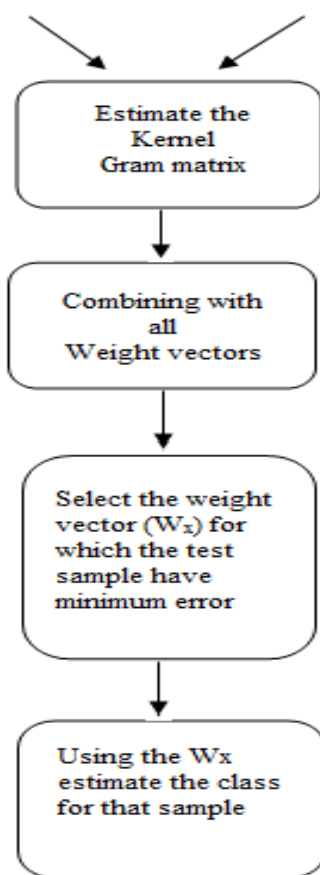 Estimate the
Kernel
Gram matrix
Combining with
all
Weight vectors
Select the weight
vector (Wₓ) for
which the test
sample have
minimum error
Using the Wx
estimate the class
for that sample